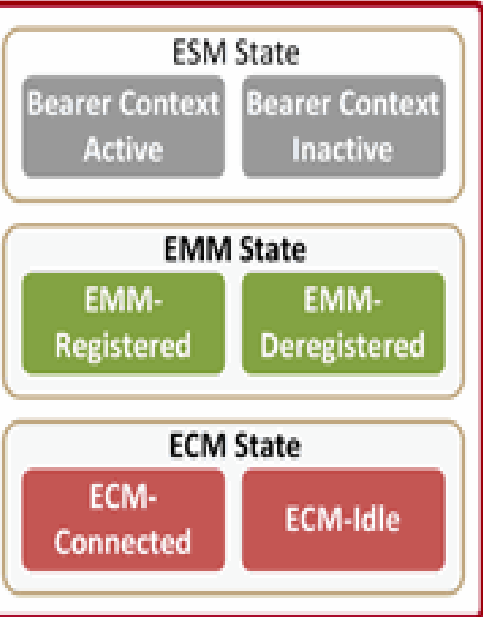 ESM State
Bearer Context Bearer Context
Active Inactive
EMM State
EMM- EMM-
Registered Deregistered
ECM State
ECM-
Connected
ECM-Idle